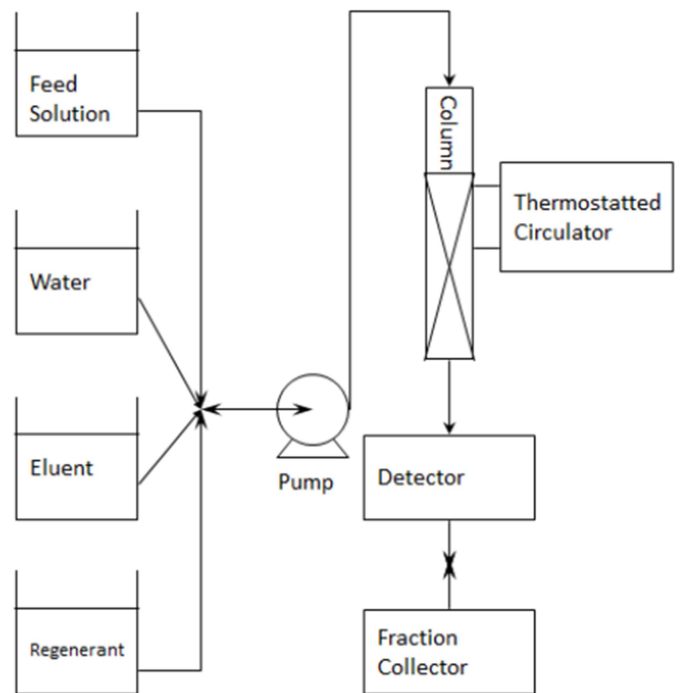 Feed
Solution
Water
Eluent
Regenerant
Pump
Column
Thermostatted
Circulator
Detector
Fraction
Collector